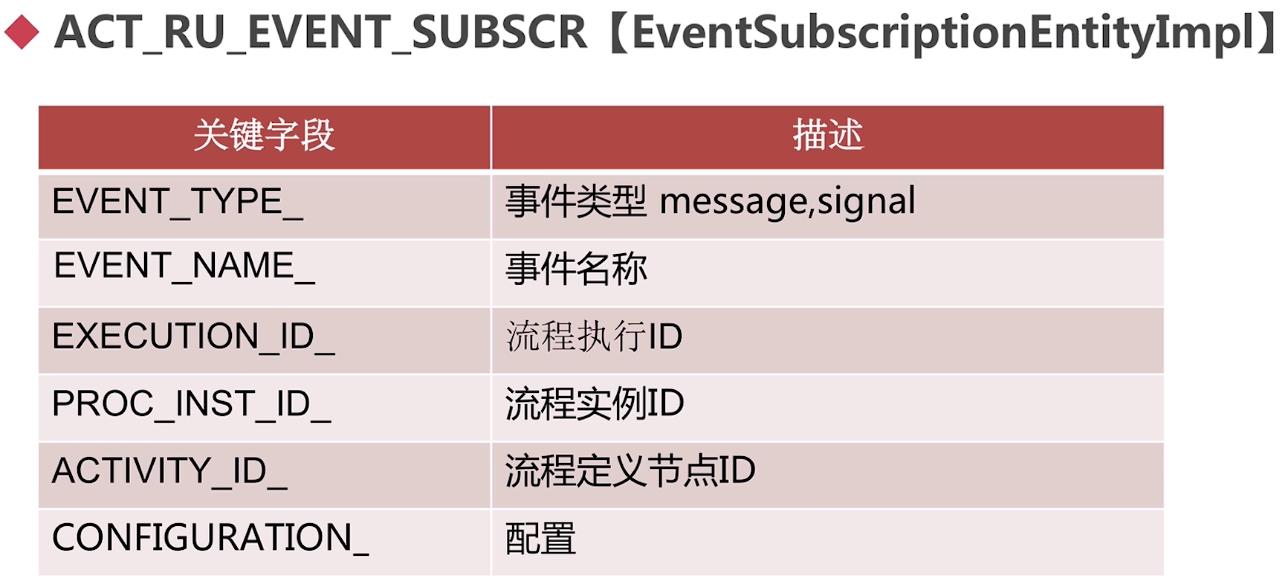 ACT_RU_EVENT_SUBSCR【EventSubscriptionEntityImpl】
关键字段 描述
EVENT_TYPE_ 事件类型 message,signal
EVENT_NAME_ 事件名称
EXECUTION_ID_ 流程执行ID
PROC_INST_ID_ 流程实例ID
ACTIVITY_ID_ 流程定义节点ID
CONFIGURATION_ 配置